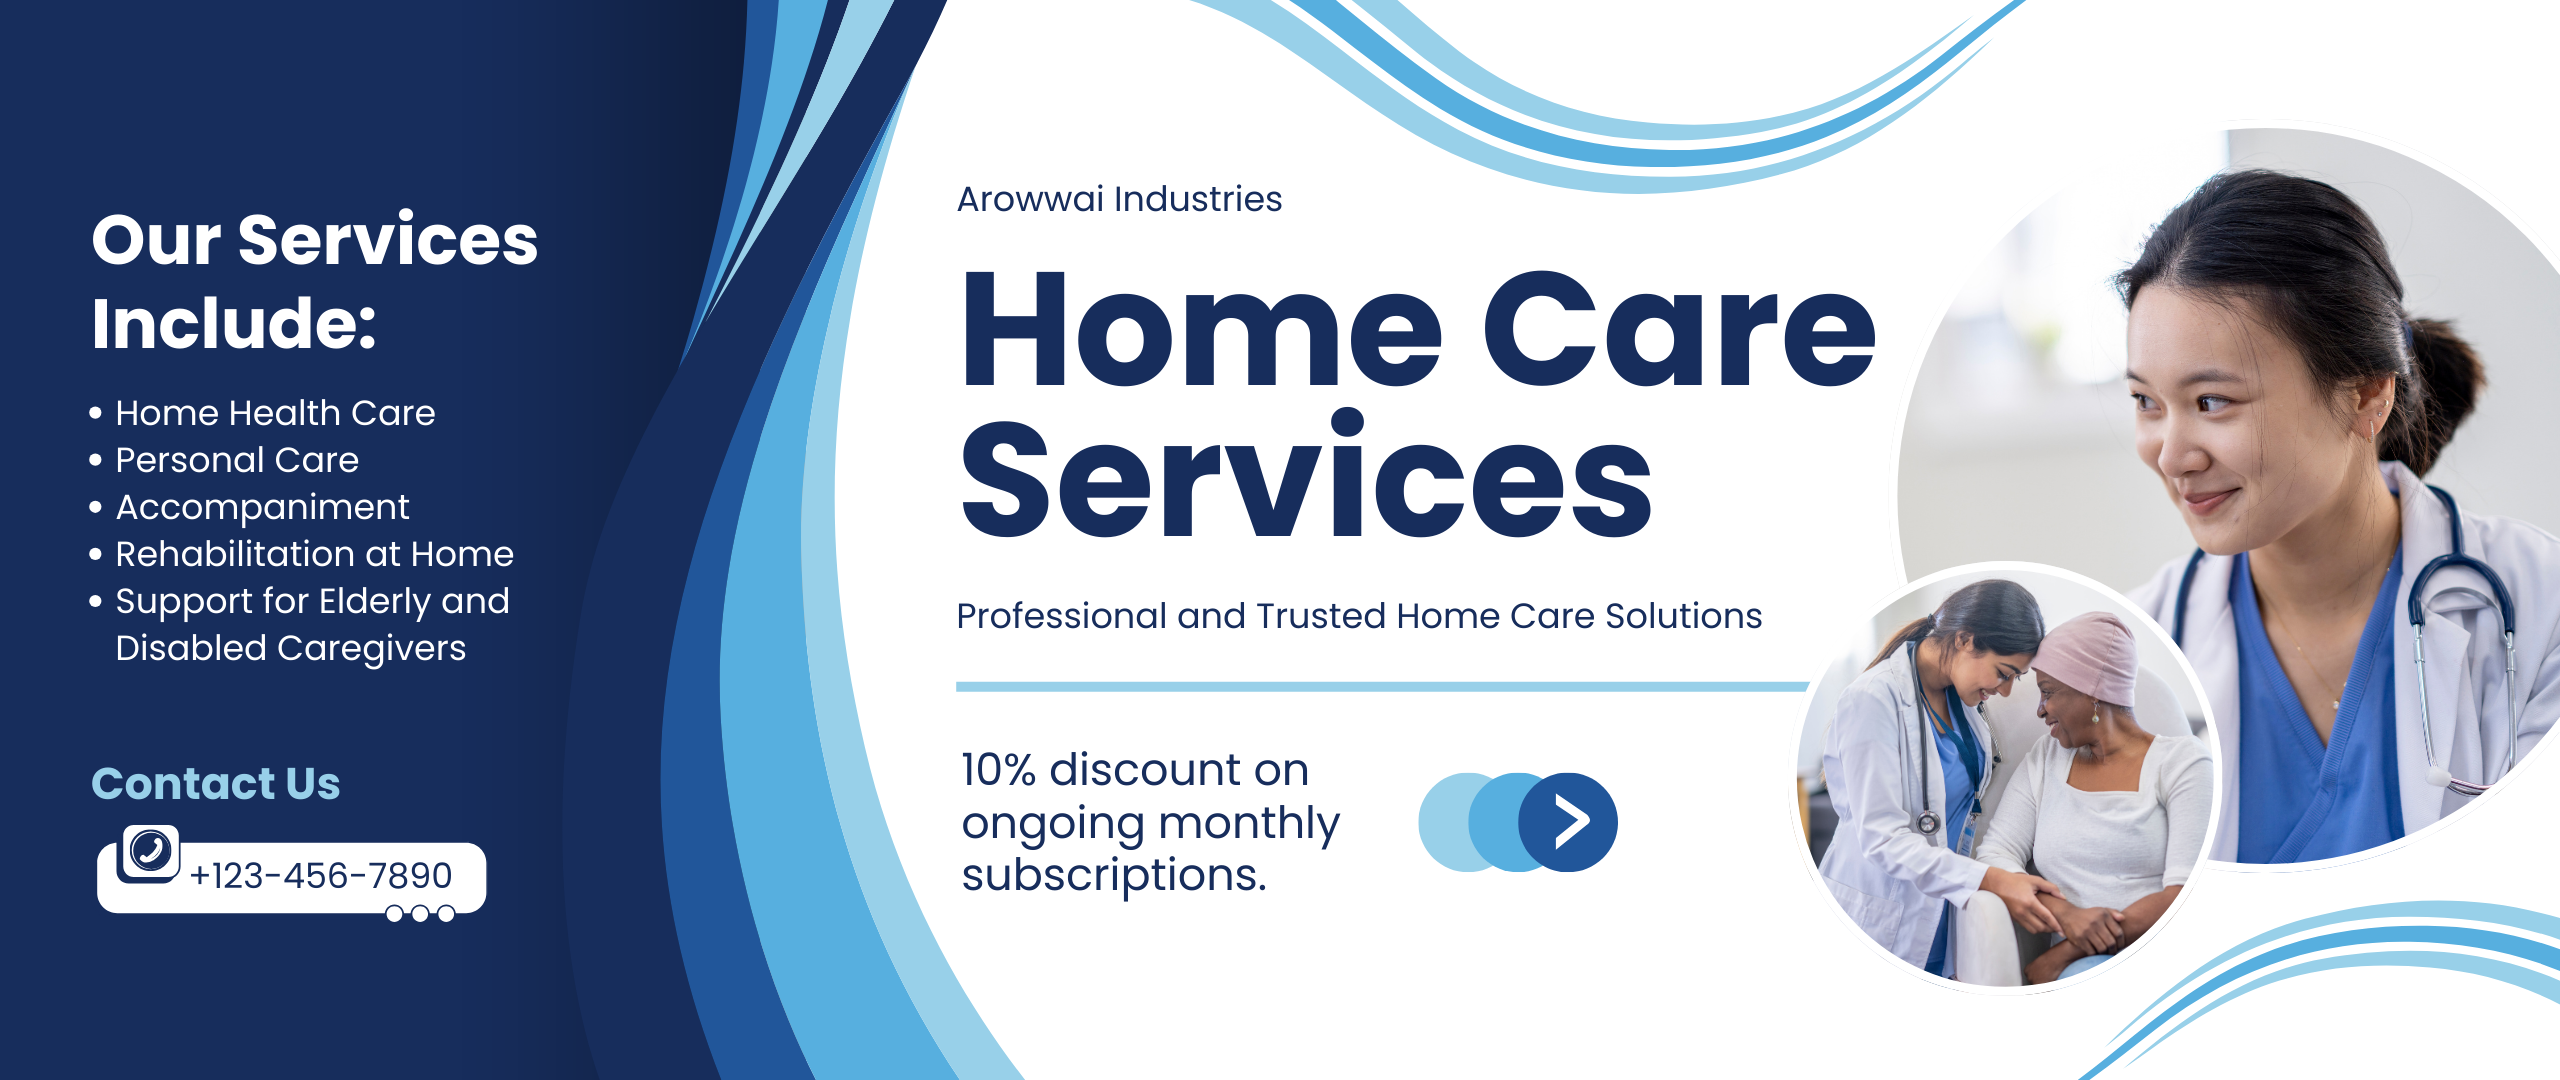 Our Services
Include:
• Home Health Care
• Personal Care
• Accompaniment
• Rehabilitation at Home
• Support for Elderly and
Disabled Caregivers
Contact Us
+123-456-7890
Arowwai Industries
Home Care
Services
Professional and Trusted Home Care Solutions
10% discount on
ongoing monthly
subscriptions.